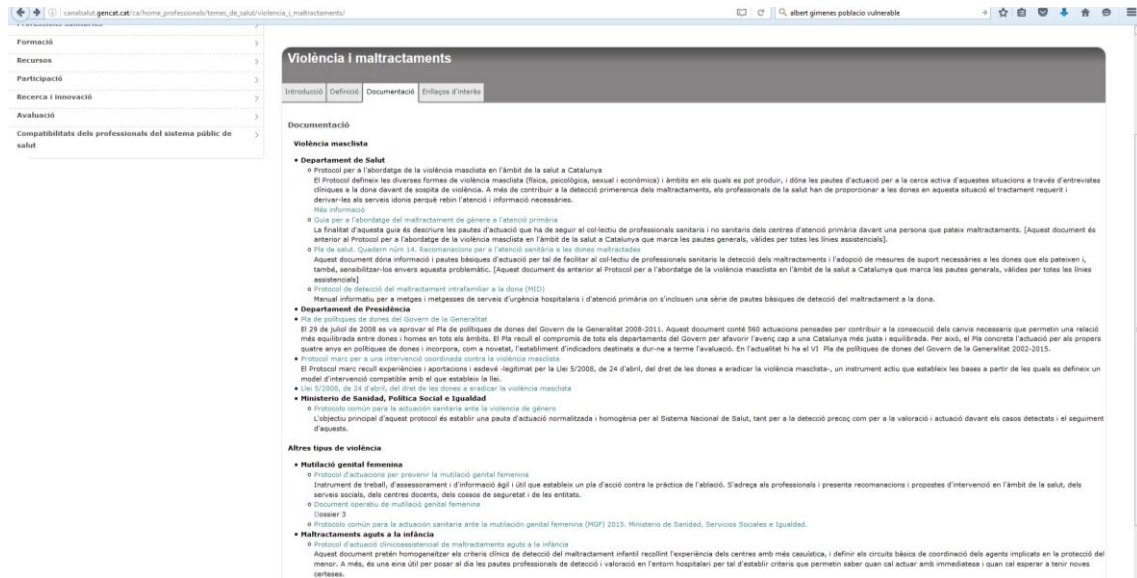 canalsalut.gencat.cat/ca/home_professionals/temes_de_salut/violencia_i_maltractaments/
albert gimenes poblacio vulnerable
Professions sanitàries
Formació
Recursos
Participació
Recerca i innovació
Avaluació
Compatibilitats dels professionals del sistema públic de
salut
Violència i maltractaments
Introducció Definició Documentació Enllaços d'interès
Documentació
Violència masclista
• Departament de Salut
o Protocol per a l'abordatge de la violència masclista en l'àmbit de la salut a Catalunya
El Protocol defineix les diverses formes de violència masclista (física, psicològica, sexual i econòmica) i àmbits en els quals es pot produir, i dóna les pautes d'actuació per a la cerca activa d'aquestes situacions a través d'entrevistes
clíniques a la dona davant de sospita de violència. A més de contribuir a la detecció primerenca dels maltractaments, els professionals de la salut han de proporcionar a les dones en aquesta situació el tractament requerit i
derivar-les als serveis idonis perquè rebin l'atenció i informació necessàries.
Més informació
o Guia per a l'abordatge del maltractament de gènere a l'atenció primària
La finalitat d'aquesta guia és descriure les pautes d'actuació que ha de seguir el col·lectiu de professionals sanitaris i no sanitaris dels centres d'atenció primària davant una persona que pateix maltractaments. [Aquest document és
anterior al Protocol per a l'abordatge de la violència masclista en l'àmbit de la salut a Catalunya que marca les pautes generals, vàlides per totes les línies assistencials].
o Pla de salut. Quadern núm 14. Recomanacions per a l'atenció sanitària a les dones maltractades
Aquest document dóna informació i pautes bàsiques d'actuació per tal de facilitar al col·lectiu de professionals sanitaris la detecció dels maltractaments i l'adopció de mesures de suport necessàries a les dones que els pateixen i,
també, sensibilitzar-los envers aquesta problemàtic. [Aquest document és anterior al Protocol per a l'abordatge de la violència masclista en l'àmbit de la salut a Catalunya que marca les pautes generals, vàlides per totes les línies
assistencials]
o Protocol de detecció del maltractament intrafamiliar a la dona (MID)
Manual informatiu per a metges i metgesses de serveis d'urgència hospitalaris i d'atenció primària on s'inclouen una sèrie de pautes bàsiques de detecció del maltractament a la dona.
• Departament de Presidència
• Pla de polítiques de dones del Govern de la Generalitat
El 29 de juliol de 2008 es va aprovar el Pla de polítiques de dones del Govern de la Generalitat 2008-2011. Aquest document conté 560 actuacions pensades per contribuir a la consecució dels canvis necessaris que permetin una relació
més equilibrada entre dones i homes en tots els àmbits. El Pla recull el compromís de tots els departaments del Govern per afavorir l'avenç cap a una Catalunya més justa i equilibrada. Per això, el Pla concreta l'actuació per als propers
quatre anys en polítiques de dones i incorpora, com a novetat, l'establiment d'indicadors destinats a dur-ne a terme l'avaluació. En l'actualitat hi ha el VI Pla de polítiques de dones del Govern de la Generalitat 2002-2015.
• Protocol marc per a una intervenció coordinada contra la violència masclista
El Protocol marc recull experiències i aportacions i esdevé -legitimat per la Llei 5/2008, de 24 d'abril, del dret de les dones a eradicar la violència masclista-, un instrument actiu que estableix les bases a partir de les quals es defineix un
model d'intervenció compatible amb el que estableix la llei.
• Llei 5/2008, de 24 d'abril, del dret de les dones a eradicar la violència masclista
• Ministerio de Sanidad, Política Social e Igualdad
o Protocolo común para la actuación sanitaria ante la violencia de género
L'objectiu principal d'aquest protocol és establir una pauta d'actuació normalitzada i homogènia per al Sistema Nacional de Salut, tant per a la detecció precoç com per a la valoració i actuació davant els casos detectats i el seguiment
d'aquests.
Altres tipus de violència
• Mutilació genital femenina
o Protocol d'actuacions per prevenir la mutilació genital femenina
Instrument de treball, d'assessorament i d'informació àgil i útil que estableix un pla d'acció contra la pràctica de l'ablació. S'adreça als professionals i presenta recomanacions i propostes d'intervenció en l'àmbit de la salut, dels
serveis socials, dels centres docents, dels cossos de seguretat i de les entitats.
o Document operatiu de mutilació genital femenina
Dossier 3
o Protocolo común para la actuación sanitaria ante la mutilación genital femenina (MGF) 2015. Ministerio de Sanidad, Servicios Sociales e Igualdad.
• Maltractaments aguts a la infància
o Protocol d'actuació clinicoassistencial de maltractaments aguts a la infància
Aquest document pretén homogeneïtzar els criteris clínics de detecció del maltractament infantil recollint l'experiència dels centres amb més casuística, i definir els circuits bàsics de coordinació dels agents implicats en la protecció del
menor. A més, és una eina útil per posar al dia les pautes professionals de detecció i valoració en l'entorn hospitalari per tal d'establir criteris que permetin saber quan cal actuar amb immediatesa i quan cal esperar a tenir noves
certeses.